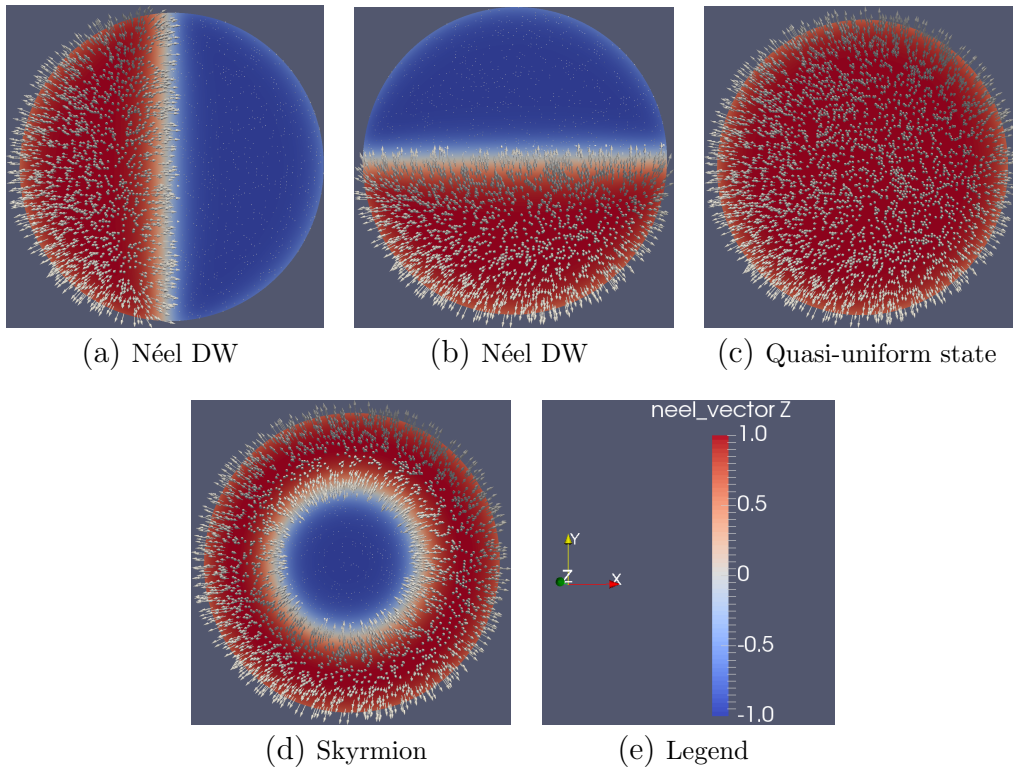 (a) Néel DW
(b) Néel DW
(c) Quasi-uniform state
neel_vector Z
1.0
0.5
0
-0.5
-1.0
Y
Z
X
(d) Skyrmion
(e) Legend